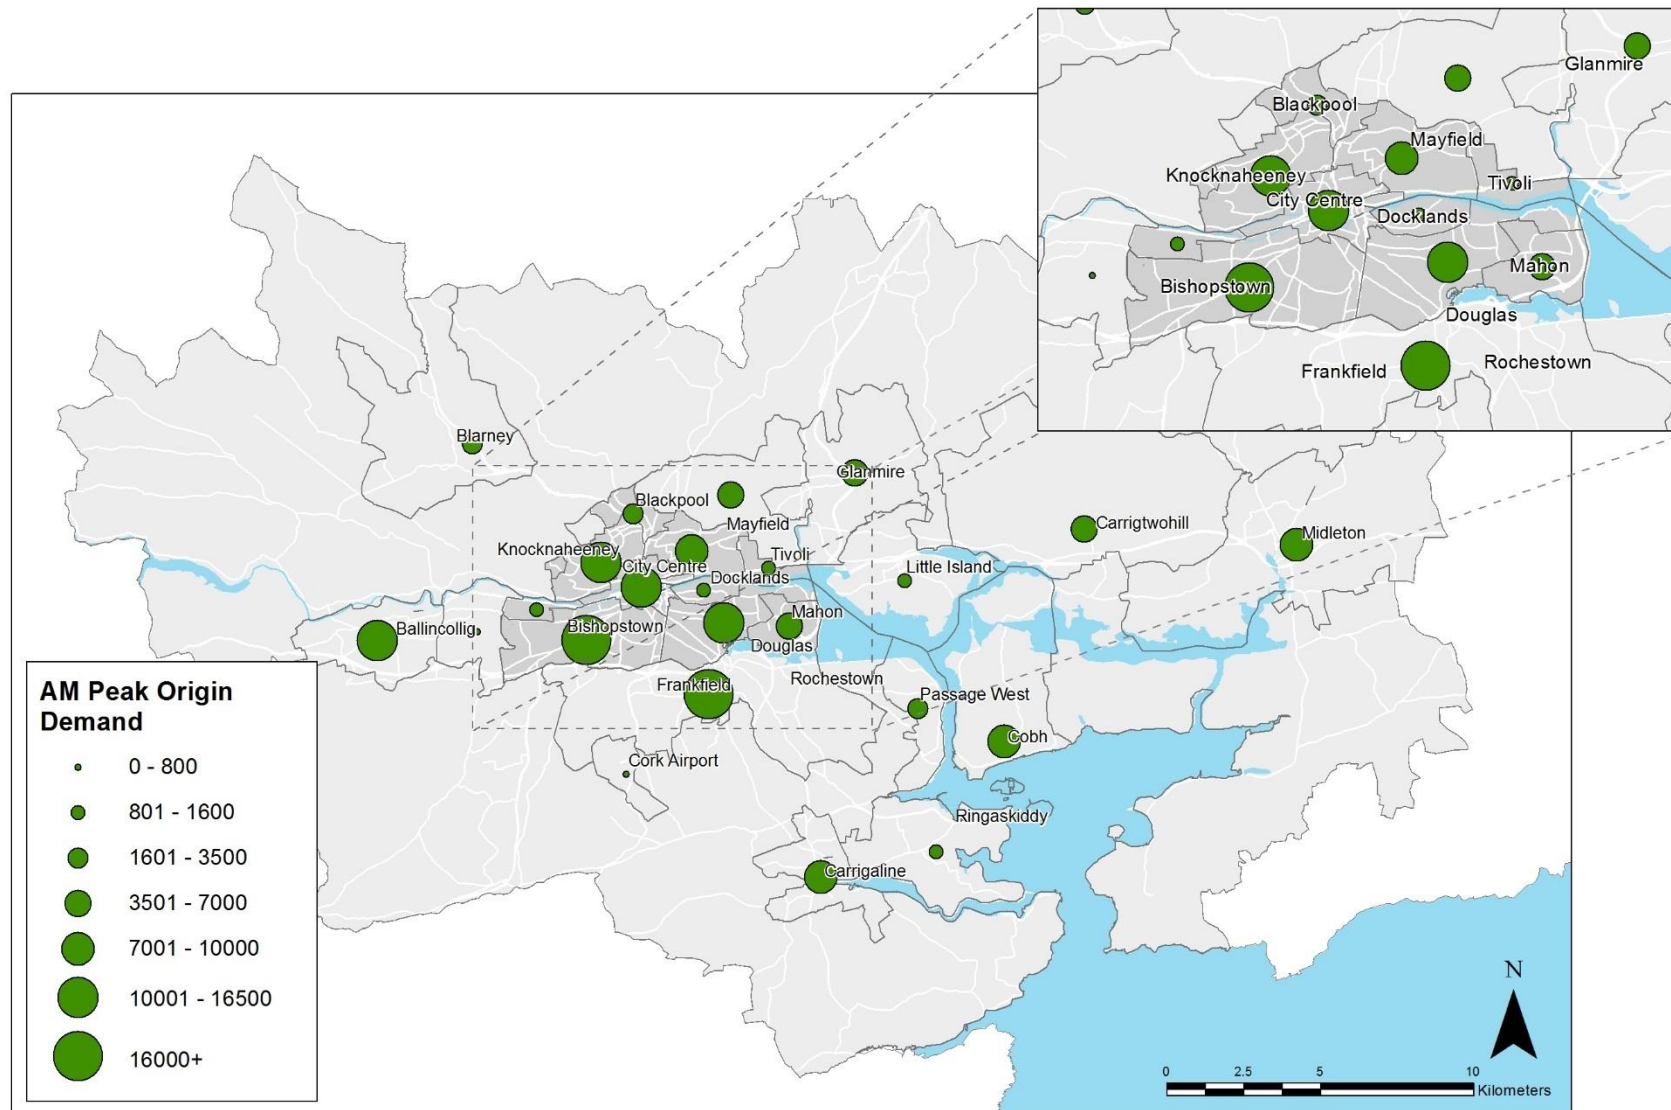 Glanmire
Blackpool
Mayfield
Knocknaheeney
Tivoli
City Centre
Docklands
Mahon
Bishopstown
Douglas
Rochestown
Frankfield
Blarney
Glanmire
Blackpool
Mayfield
Carrigtwohill
Midleton
Knocknaheeney
Tivoli
City Centre
Little Island
Docklands
Mahon
Ballincollig
Bishopstown
Douglas
Rochestown
Frankfield
Passage West
Cobh
Cork Airport
Ringaskiddy
Carrigaline
AM Peak Origin
Demand
0 - 800
801 - 1600
1601 - 3500
3501 - 7000
7001 - 10000
10001 - 16500
16000+
N
0 2.5 5 10
Kilometers